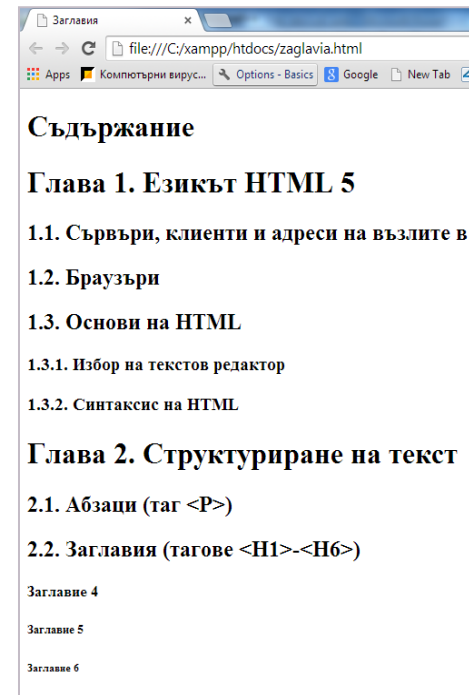 Заглавия
file:///C:/xampp/htdocs/zaglavia.html
Apps Компютърни вирус... Options - Basics Google New Tab
Съдържание
Глава 1. Езикът HTML 5
1.1. Сървъри, клиенти и адреси на възлите в
1.2. Браузъри
1.3. Основи на HTML
1.3.1. Избор на текстов редактор
1.3.2. Синтаксис на HTML
Глава 2. Структуриране на текст
2.1. Абзаци (таг <P>)
2.2. Заглавия (тагове <H1>-<H6>)
Заглавие 4
Заглавие 5
Заглавие 6